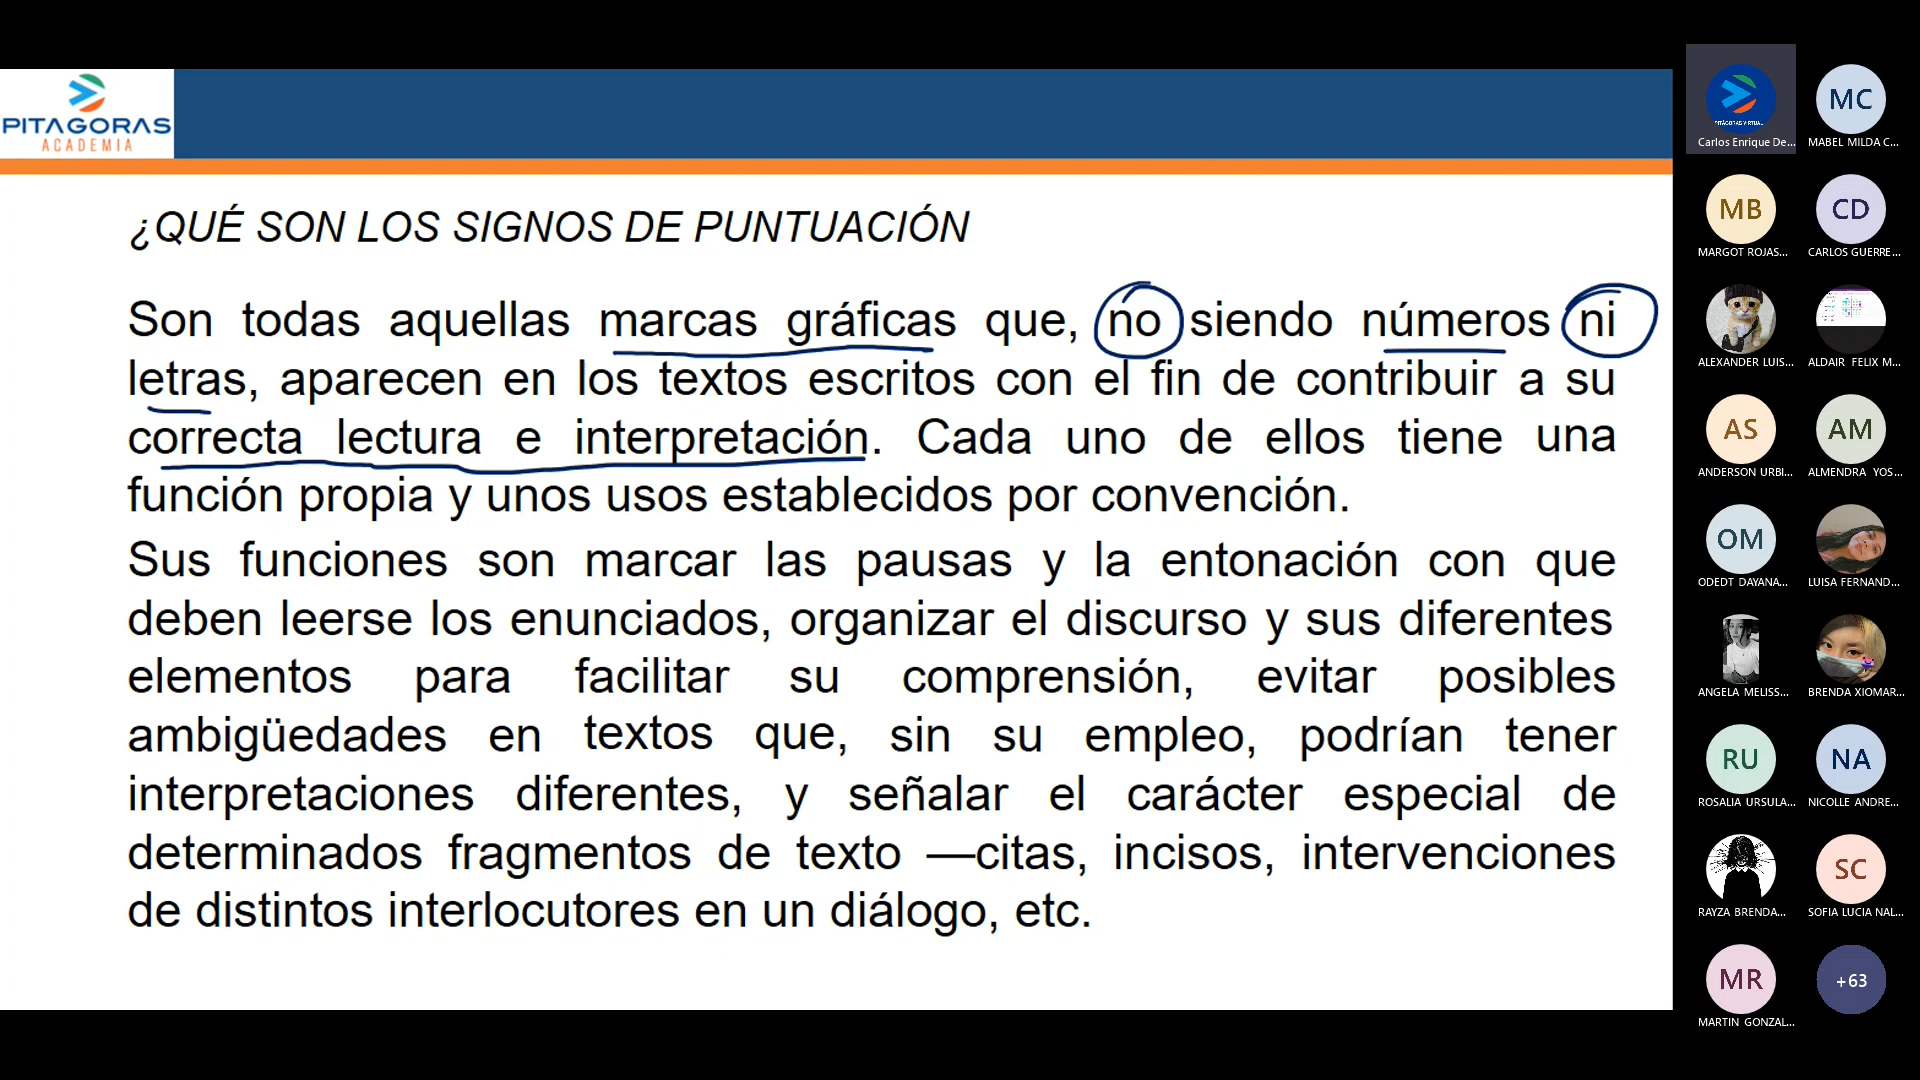 PITAGORAS
ACADEMIA
¿QUÉ SON LOS SIGNOS DE PUNTUACIÓN
Son todas aquellas marcas gráficas que, no siendo números ni
letras, aparecen en los textos escritos con el fin de contribuir a su
correcta lectura e interpretación. Cada uno de ellos tiene una
función propia y unos usos establecidos por convención.
Sus funciones son marcar las pausas y la entonación con que
deben leerse los enunciados, organizar el discurso y sus diferentes
elementos para facilitar su comprensión, evitar posibles
ambigüedades en textos que, sin su empleo, podrían tener
interpretaciones diferentes, y señalar el carácter especial de
determinados fragmentos de texto —citas, incisos, intervenciones
de distintos interlocutores en un diálogo, etc.
MC
Carlos Enrique De...
MABEL MILDA C...
MB
CD
MARGOT ROJAS...
CARLOS GUERRE...
ALEXANDER LUIS...
ALDAIR FELIX M...
AS
AM
ANDERSON URBI...
ALMENDRA YOS...
OM
ODEDT DAYANA...
LUISA FERNAND...
ANGELA MELISS...
BRENDA XIOMAR...
RU
NA
ROSALIA URSULA...
NICOLLE ANDRE...
SC
RAYZA BRENDA...
SOFIA LUCIA NAL...
MR
+63
MARTIN GONZAL...